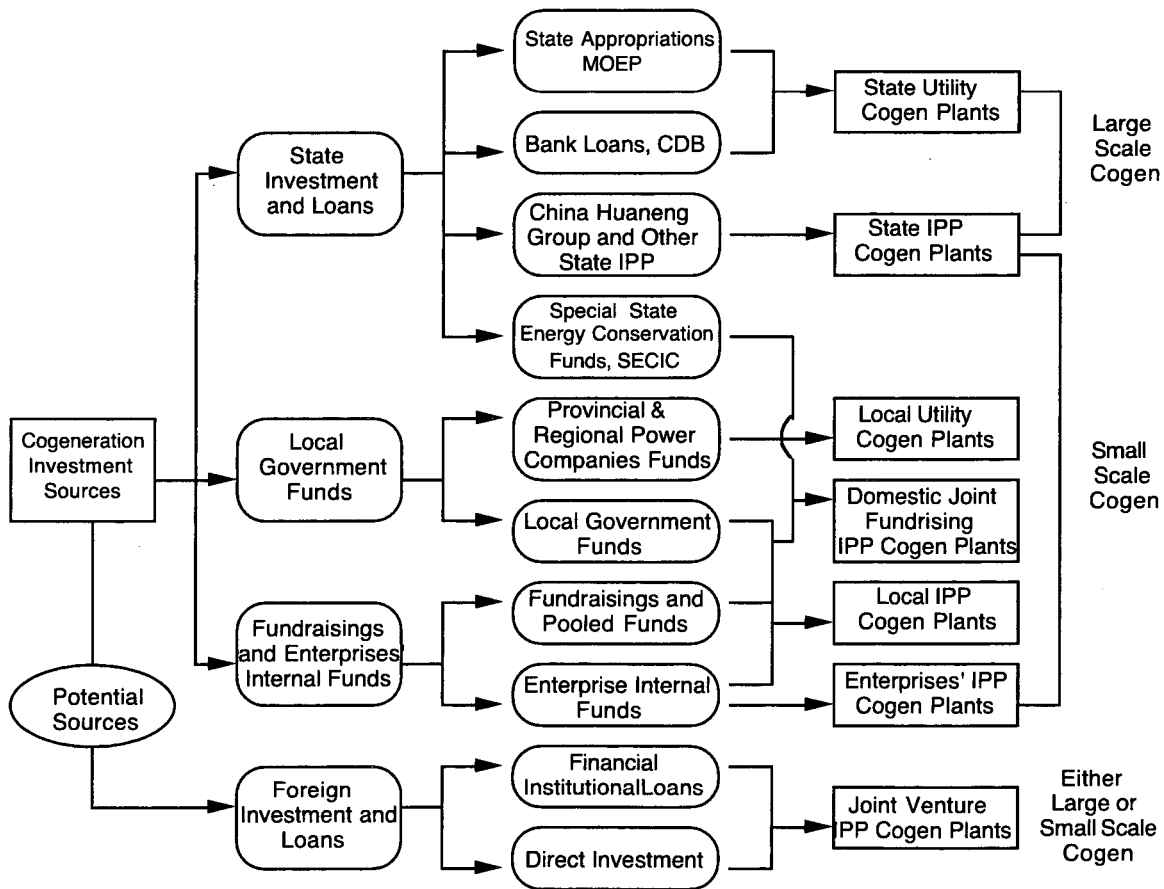 State Appropriations
MOEP
Bank Loans, CDB
China Huaneng
Group and Other
State IPP
Special State
Energy Conservation
Funds, SECIC
Provincial &
Regional Power
Companies Funds
Local Government
Funds
Fundraisings and
Pooled Funds
Enterprise Internal
Funds
Financial
InstitutionalLoans
Direct Investment
State
Investment
and Loans
Local
Government
Funds
Fundraisings
and Enterprises'
Internal Funds
Foreign
Investment and
Loans
Cogeneration
Investment
Sources
Potential
Sources
State Utility
Cogen Plants
State IPP
Cogen Plants
Local Utility
Cogen Plants
Domestic Joint
Fundrising
IPP Cogen Plants
Local IPP
Cogen Plants
Enterprises' IPP
Cogen Plants
Joint Venture
IPP Cogen Plants
Large
Scale
Cogen
Small
Scale
Cogen
Either
Large or
Small Scale
Cogen